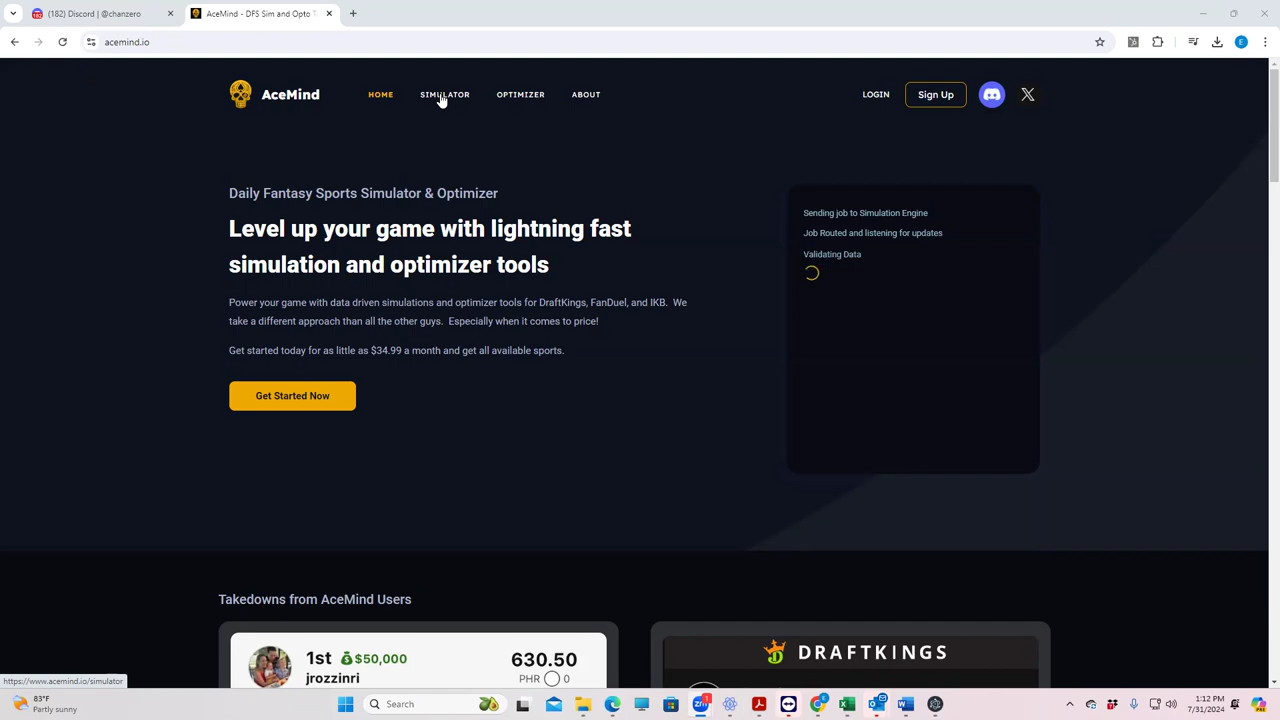 (182) Discord | @chanzero
AceMind - DFS Sim and Opto T
acemind.io
AceMind
HOME
SIMULATOR
OPTIMIZER
ABOUT
LOGIN
Sign Up
Daily Fantasy Sports Simulator & Optimizer
Level up your game with lightning fast
simulation and optimizer tools
Power your game with data driven simulations and optimizer tools for DraftKings, FanDuel, and IKB. We
take a different approach than all the other guys. Especially when it comes to price!
Get started today for as little as $34.99 a month and get all available sports.
Get Started Now
Sending job to Simulation Engine
Job Routed and listening for updates
Validating Data
Takedowns from AceMind Users
1st $50,000
jrozzinri
630.50
PHR 0
DRAFTKINGS
https://www.acemind.io/simulator
83°F
Partly sunny
Search
1:12 PM
7/31/2024